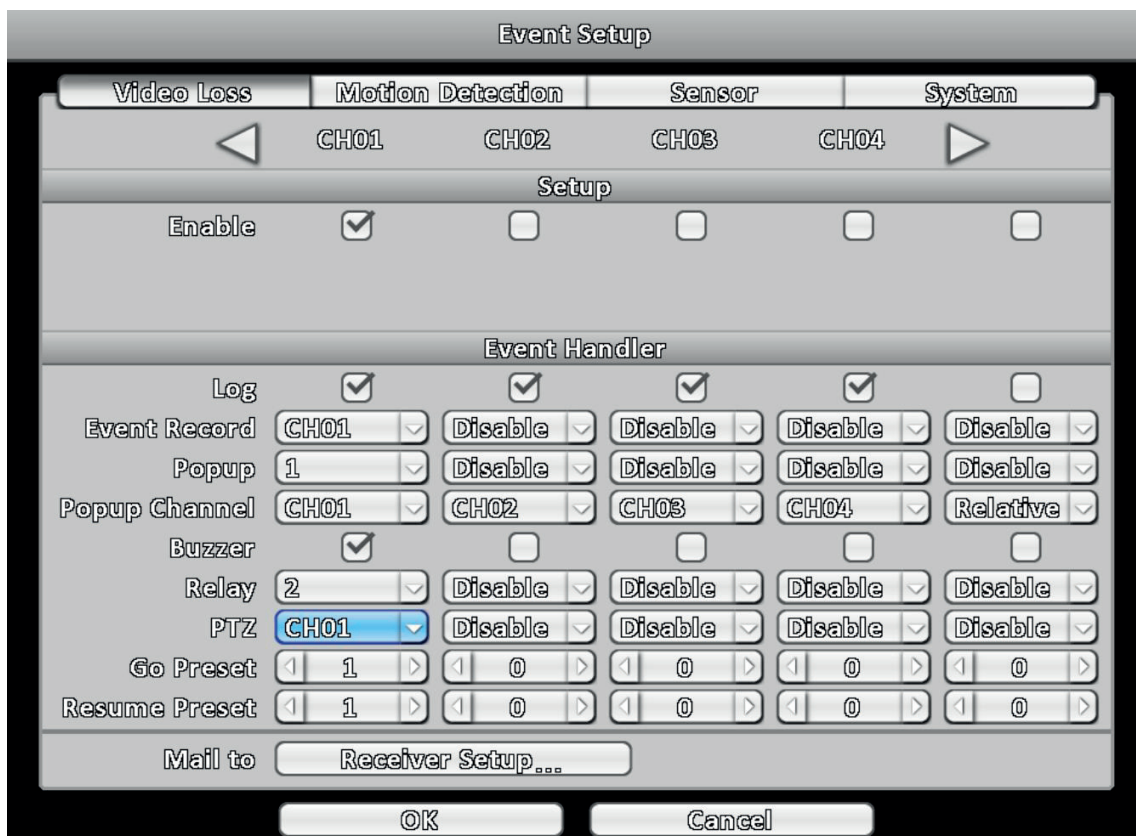 Event Setup
Video Loss Motion Detection Sensor System
CH01 CH02 CH03 CH04
Setup
Enable
Event Handler
Log
Event Record CH01 Disable Disable Disable Disable
Popup 1 Disable Disable Disable Disable
Popup Channel CH01 CH02 CH03 CH04 Relative
Buzzer
Relay 2 Disable Disable Disable Disable
PTZ CH01 Disable Disable Disable Disable
Go Preset 1 0 0 0 0
Resume Preset 1 0 0 0 0
Mail to Receiver Setup...
OK Cancel